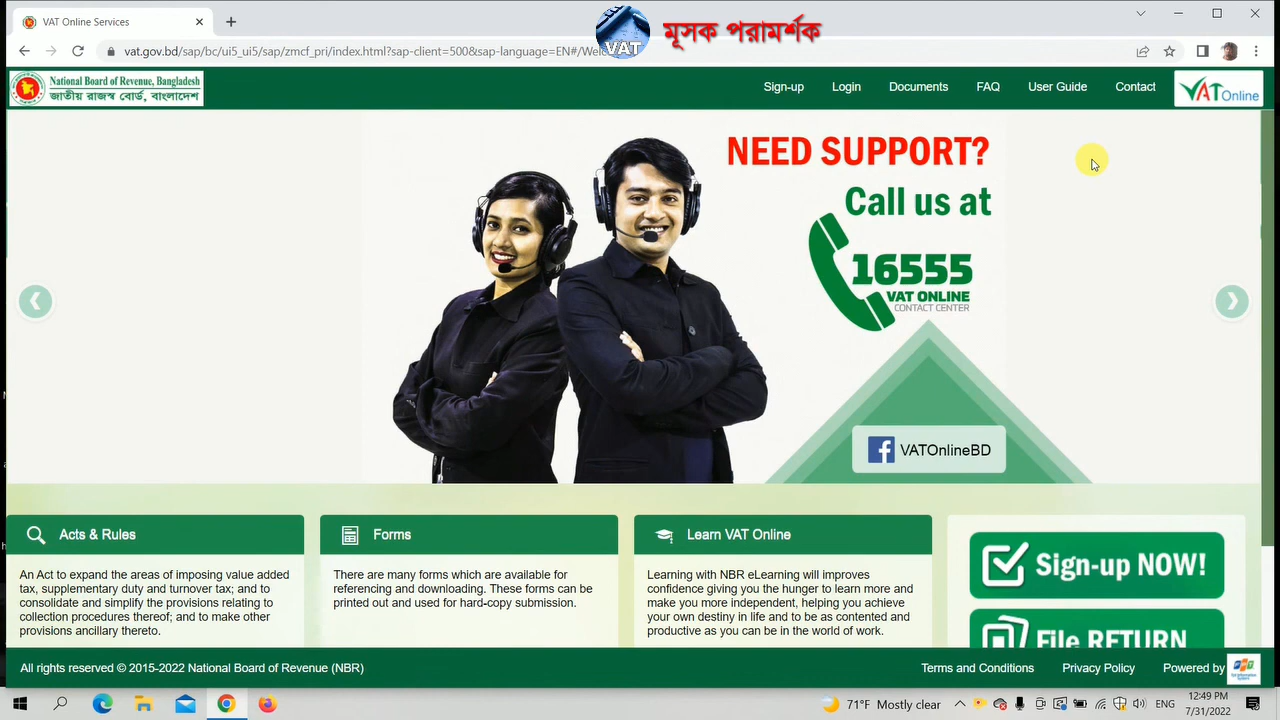 VAT Online Services
VAT
মূসক পরামর্শক
vat.gov.bd/sap/bc/ui5_ui5/sap/zmcf_pri/index.html?sap-client=500&sap-language=EN#/Wel
National Board of Revenue, Bangladesh
জাতীয় রাজস্ব বোর্ড, বাংলাদেশ
Sign-up Login Documents FAQ User Guide Contact
VAT Online
NEED SUPPORT?
Call us at
16555
VAT ONLINE
CONTACT CENTER
VATOnlineBD
Acts & Rules
An Act to expand the areas of imposing value added
tax, supplementary duty and turnover tax; and to
consolidate and simplify the provisions relating to
collection procedures thereof; and to make other
provisions ancillary thereto.
Forms
There are many forms which are available for
referencing and downloading. These forms can be
printed out and used for hard-copy submission.
Learn VAT Online
Learning with NBR eLearning will improves
confidence giving you the hunger to learn more and
make you more independent, helping you achieve
your own destiny in life and to be as contented and
productive as you can be in the world of work.
Sign-up NOW!
File RETURN
All rights reserved © 2015-2022 National Board of Revenue (NBR)
Terms and Conditions Privacy Policy Powered by
71°F Mostly clear
ENG
12:49 PM
7/31/2022